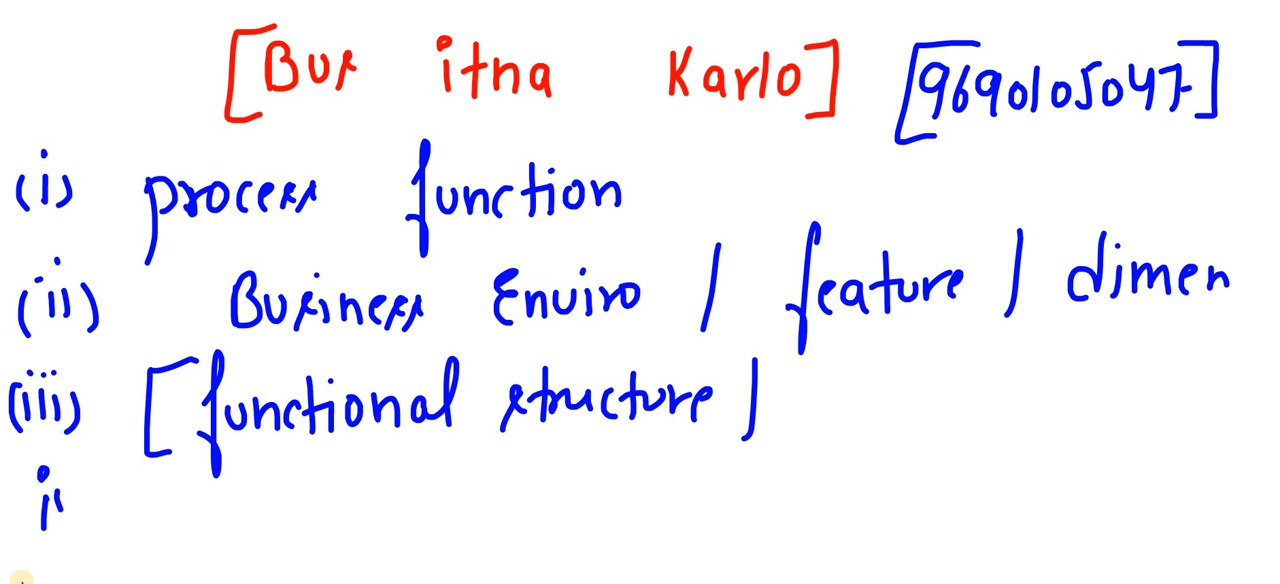 [Bus itna Karlo] [9690105047]
(i) process function
(ii) Business Enviro / feature / dimen
(iii) [functional structure]
i